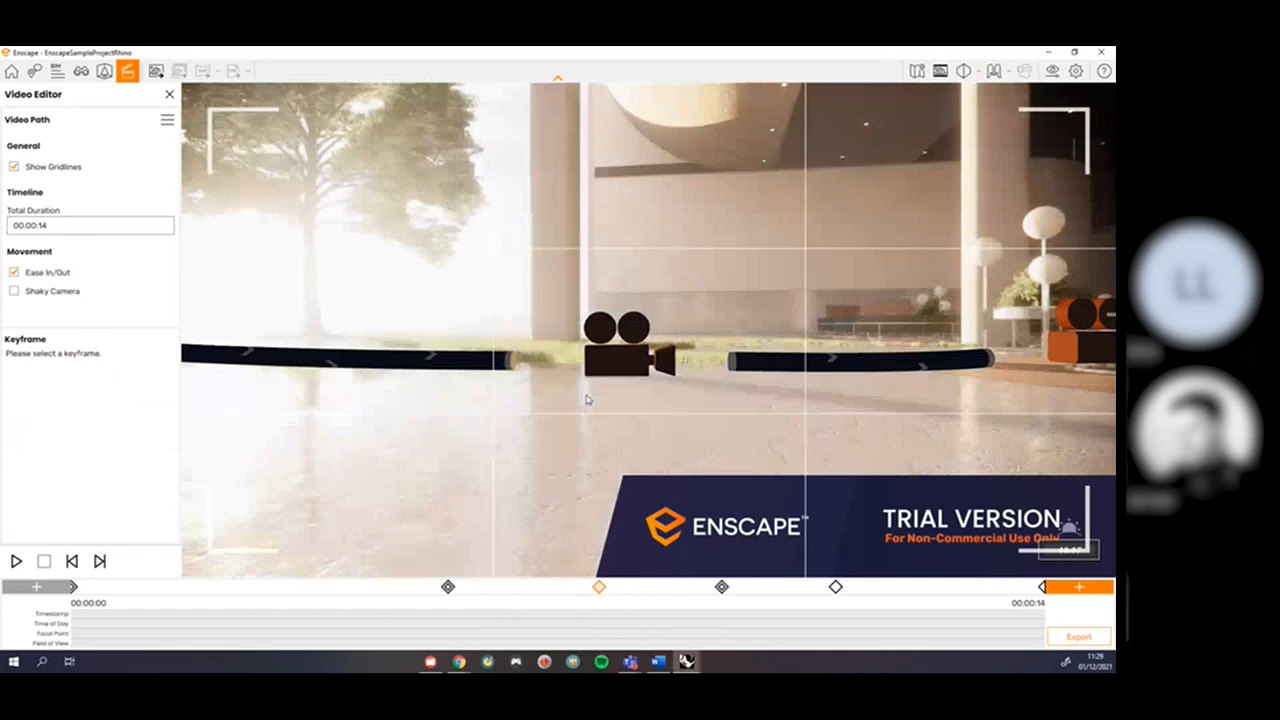 Enscape - EnscapeSampleProjectRhino
Video Editor
Video Path
General
Show Gridlines
Timeline
Total Duration
00:00:14
Movement
Ease In/Out
Shaky Camera
Keyframe
Please select a keyframe.
ENSCAPE™
TRIAL VERSION
For Non-Commercial Use Only
00:00:00
00:00:14
Timestamp
Time of Day
Focal Point
Field of View
Export
11:29
01/12/2021
LL